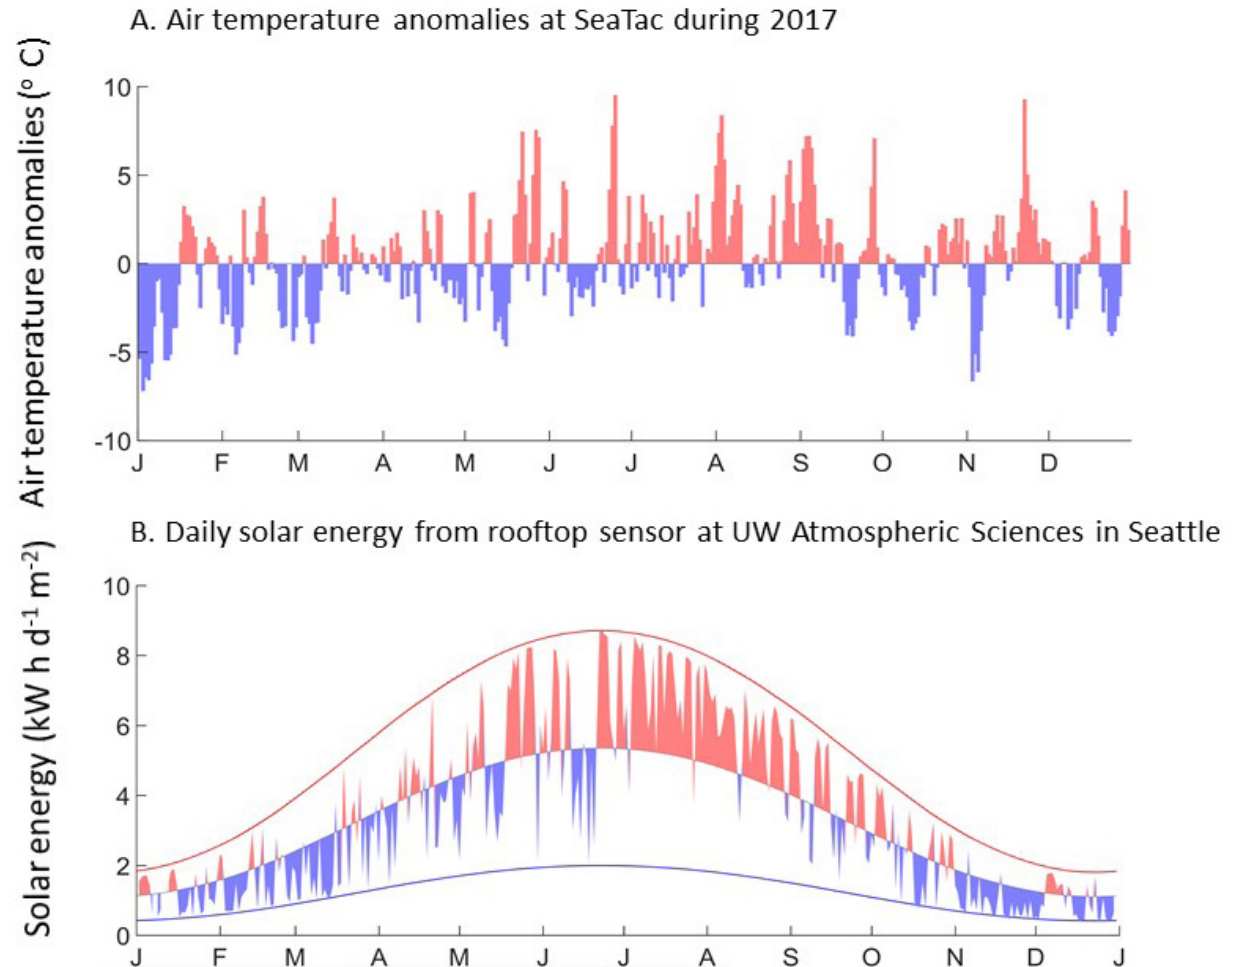 A. Air temperature anomalies at SeaTac during 2017
Air temperature anomalies (° C)
10
5
0
-5
-10
J F M A M J J A S O N D
B. Daily solar energy from rooftop sensor at UW Atmospheric Sciences in Seattle
Solar energy (kW h d-1 m-2)
10
8
6
4
2
0
J F M A M J J A S O N D J